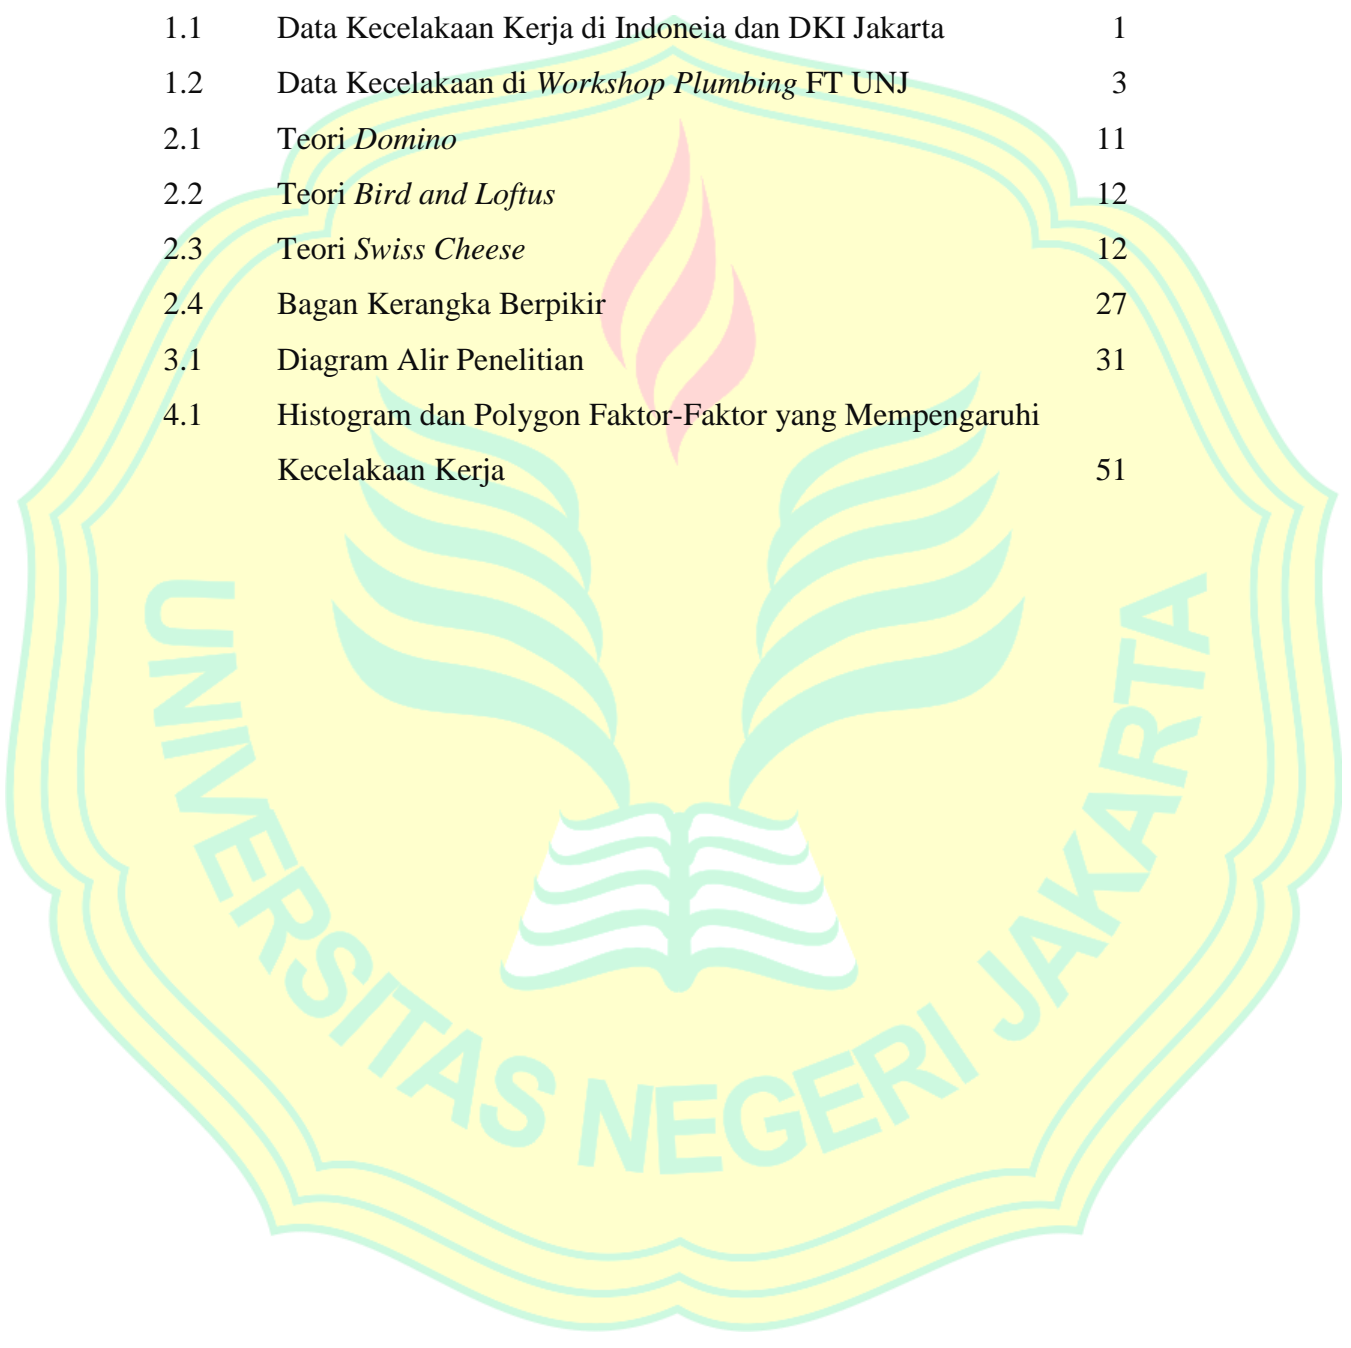 1.1 Data Kecelakaan Kerja di Indoneia dan DKI Jakarta 1
1.2 Data Kecelakaan di Workshop Plumbing FT UNJ 3
2.1 Teori Domino 11
2.2 Teori Bird and Loftus 12
2.3 Teori Swiss Cheese 12
2.4 Bagan Kerangka Berpikir 27
3.1 Diagram Alir Penelitian 31
4.1 Histogram dan Polygon Faktor-Faktor yang Mempengaruhi
Kecelakaan Kerja 51
UNIVERSITAS NEGERI JAKARTA